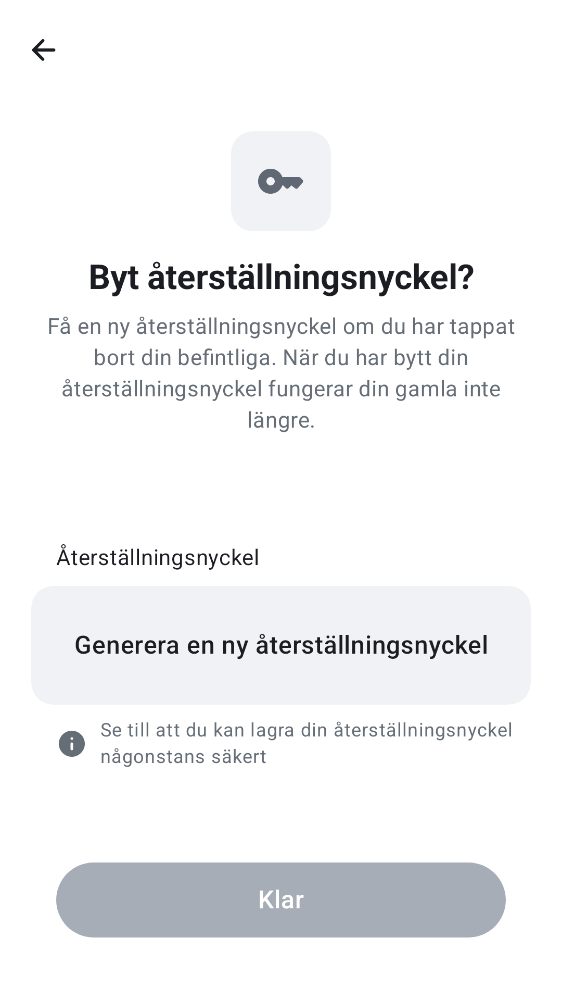 Byt återställningsnyckel?
Få en ny återställningsnyckel om du har tappat
bort din befintliga. När du har bytt din
återställningsnyckel fungerar din gamla inte
längre.
Återställningsnyckel
Generera en ny återställningsnyckel
Se till att du kan lagra din återställningsnyckel
någonstans säkert
Klar